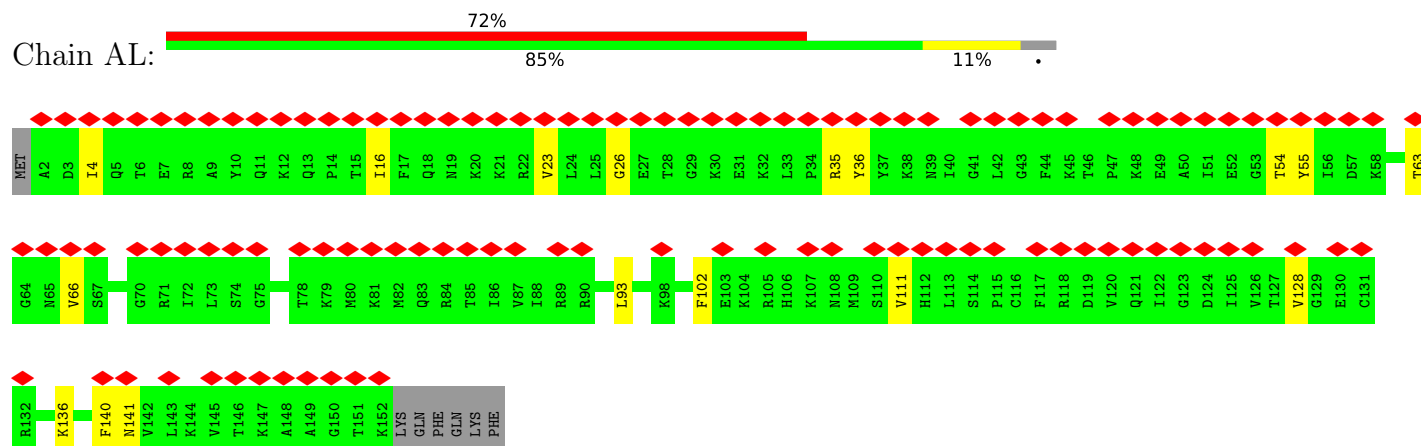 72%
Chain AL:
85% 11% •
MET A2 D3 I4 Q5 I6 E7 R8 A9 Y10 Q11 K12 Q13 P14 T15 I16 F17 Q18 N19 K20 K21 R22 V23 L24 L25 G26 E27 T28 G29 K30 E31 K32 L33 P34 R35 Y36 Y37 K38 N39 I40 G41 L42 G43 F44 K45 T46 P47 K48 E49 A50 I51 E52 G53 T54 Y55 I56 D57 K58 T63
G64 N65 V66 S67 G70 R71 I72 L73 S74 G75 T78 K79 M80 K81 M82 Q83 R84 T85 I86 V87 I88 R89 R90 L93 K98 F102 E103 K104 R105 H106 K107 N108 M109 S110 V111 H112 L113 S114 P115 C116 F117 R118 D119 V120 Q121 I122 G123 D124 I125 V126 T127 V128 G129 E130 C131
R132 K136 F140 N141 V142 L143 K144 V145 T146 K147 A148 A149 G150 T151 K152 LYS GLN PHE GLN LYS PHE